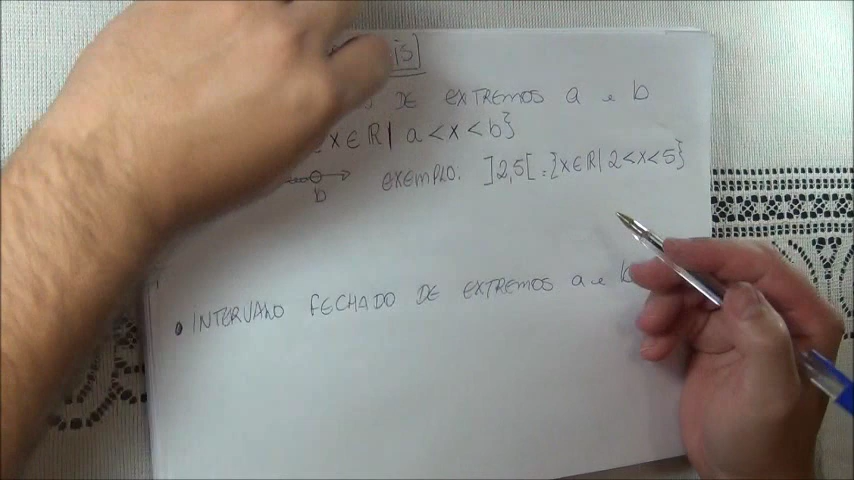 is]
DE EXTREMOS a e b
x ∈ R | a < x < b}
b EXEMPLO: ]2,5[ = {x ∈ R | 2 < x < 5}
• INTERVALO FECHADO DE EXTREMOS a e b